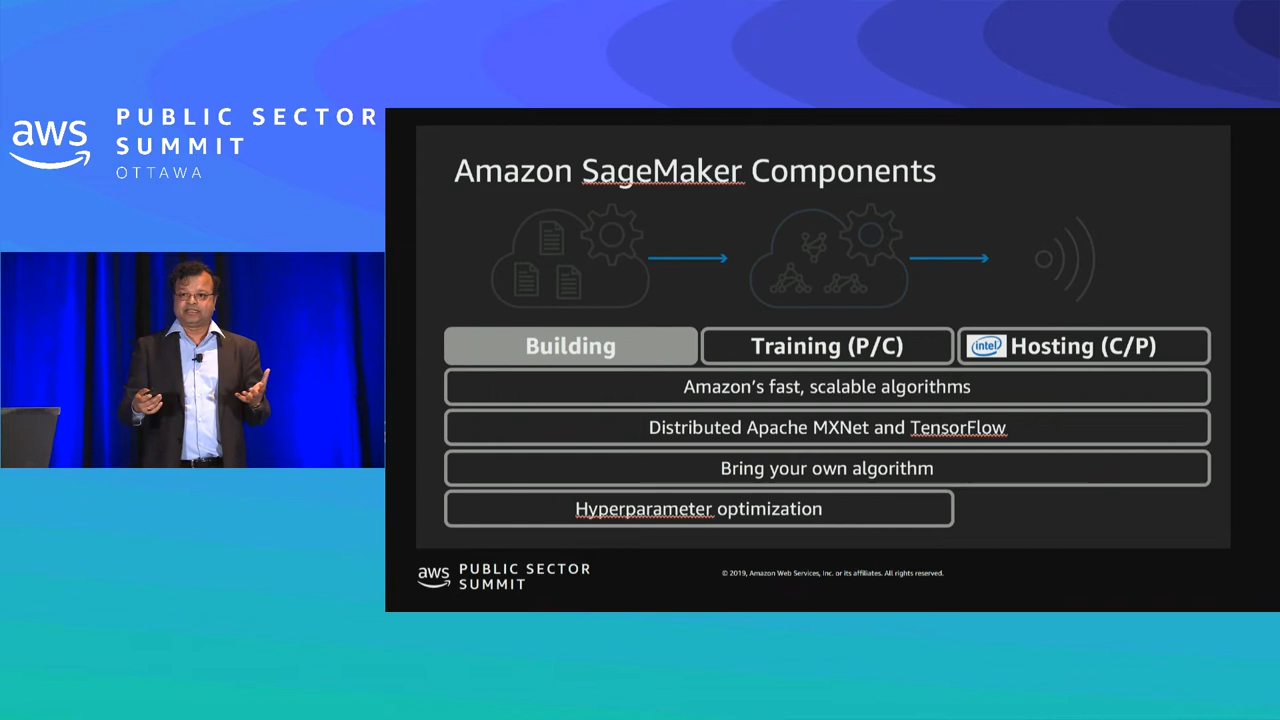 aws
PUBLIC SECTOR
SUMMIT
OTTAWA
Amazon SageMaker Components
Building
Training (P/C)
intel
Hosting (C/P)
Amazon's fast, scalable algorithms
Distributed Apache MXNet and TensorFlow
Bring your own algorithm
Hyperparameter optimization
aws
PUBLIC SECTOR
SUMMIT
© 2019, Amazon Web Services, Inc. or its affiliates. All rights reserved.